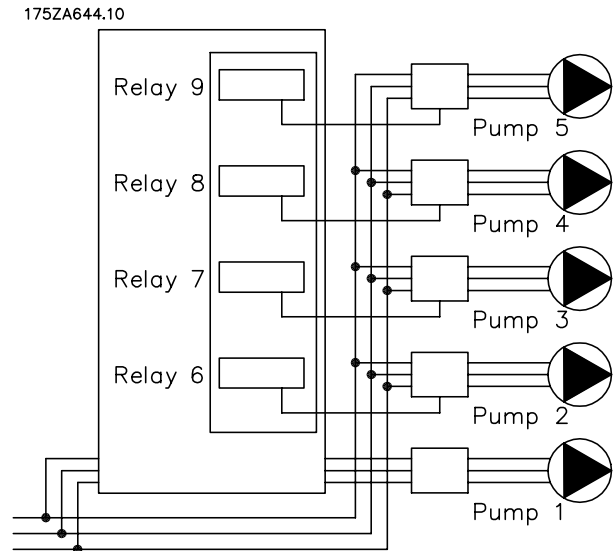 175ZA644.10
Relay 9
Pump 5
Relay 8
Pump 4
Relay 7
Pump 3
Relay 6
Pump 2
Pump 1